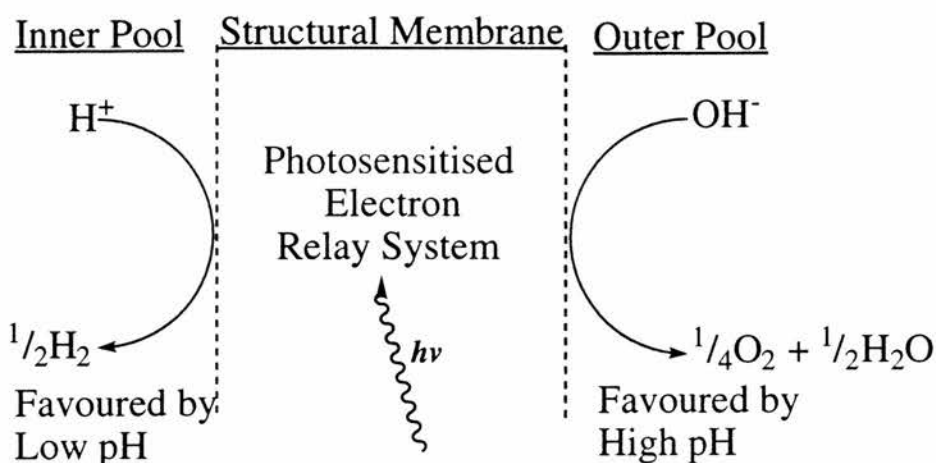 Inner Pool Structural Membrane Outer Pool
H⁺ OH⁻
Photosensitised
Electron
Relay System
hν
¹/₂H₂ ¹/₄O₂ + ¹/₂H₂O
Favoured by Favoured by
Low pH High pH